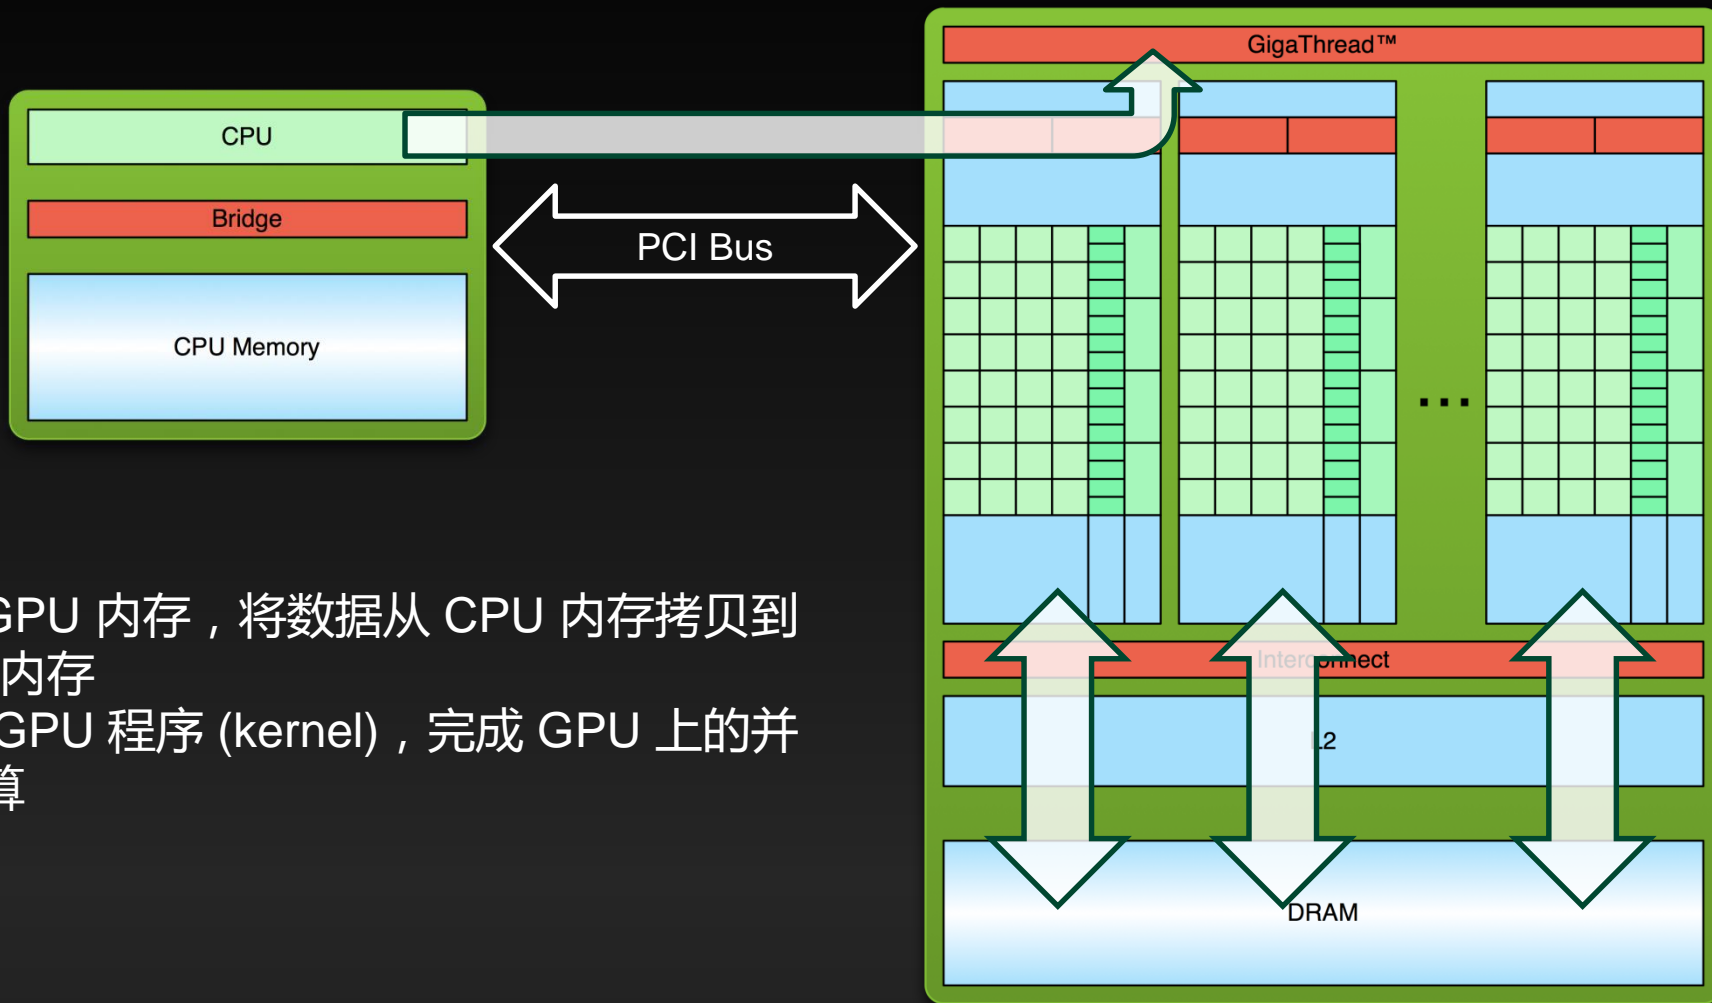 GigaThread™
CPU
Bridge
PCI Bus
CPU Memory
...
GPU 内存，将数据从 CPU 内存拷贝到
内存
GPU 程序 (kernel)，完成 GPU 上的并
算
Interconnect
L2
DRAM